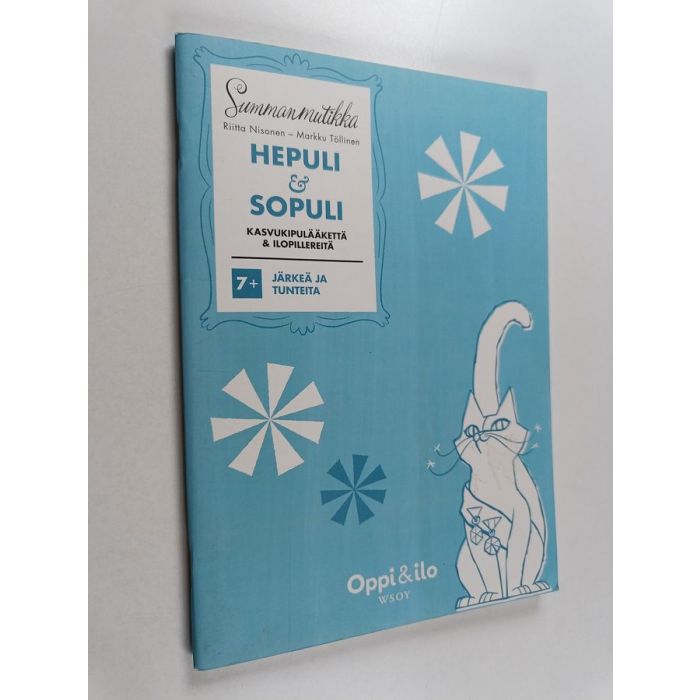 Summanmutikka
Riitta Nisonen – Markku Töllinen
HEPULI
&
SOPULI
KASVUKIPULÄÄKETTÄ
& ILOPILLEREITÄ
7+
JÄRKEÄ JA
TUNTEITA
Oppi&ilo
WSOY